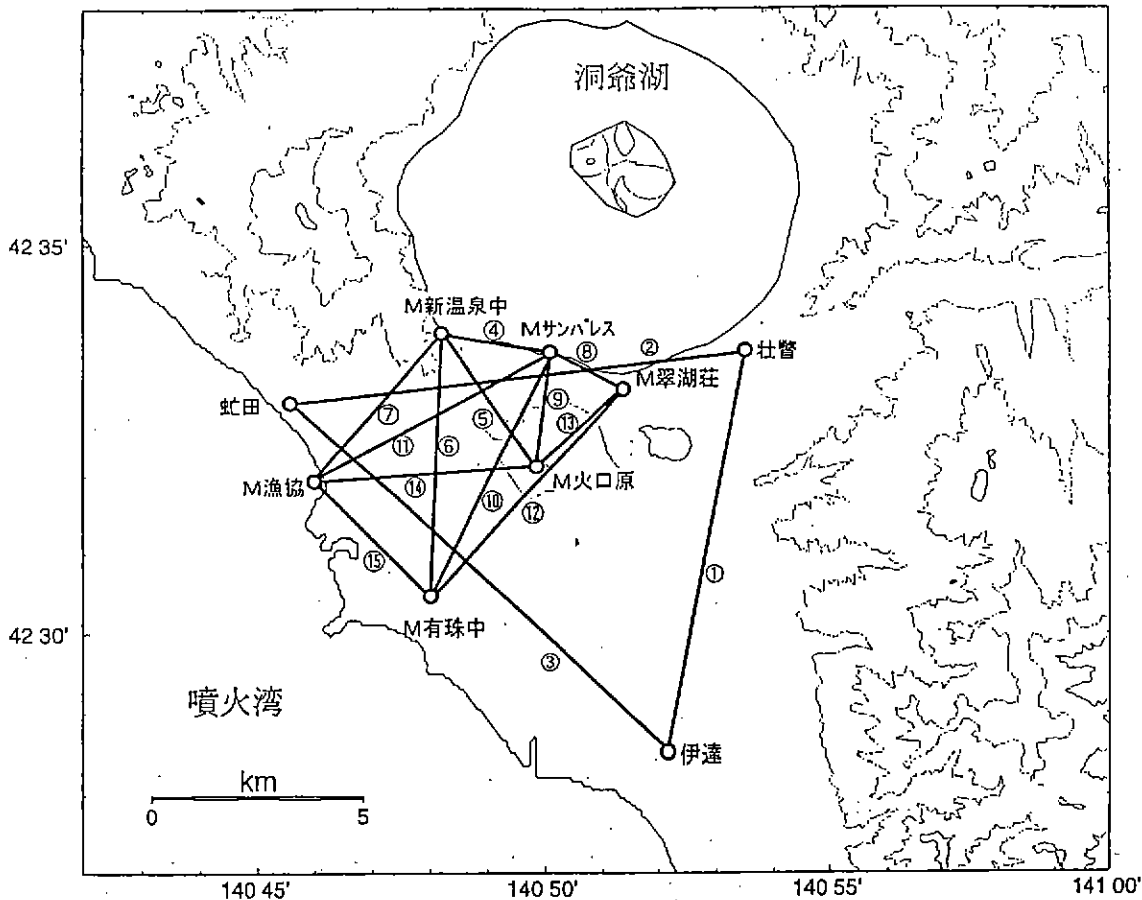 洞爺湖
42 35'
M新温泉中
④
Mサンパレス
⑧
②
壮瞥
M翠湖荘
虻田
⑦
⑤
⑨
⑪
⑥
⑬
M漁協
⑭
⑩
⑫
M火口原
⑮
①
M有珠中
42 30'
③
噴火湾
伊達
km
0
5
140 45'
140 50'
140 55'
141 00'